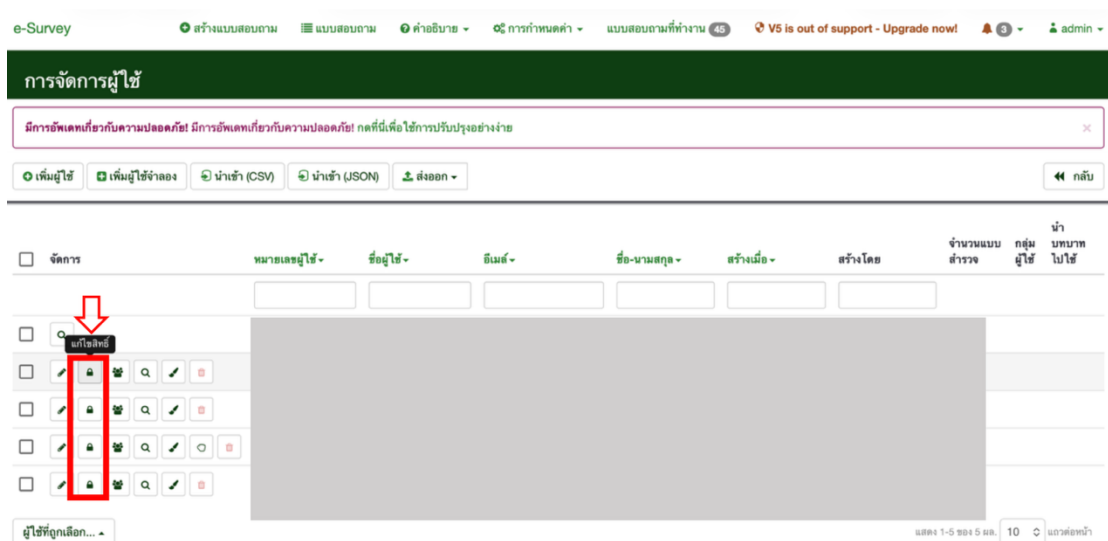 e-Survey สร้างแบบสอบถาม แบบสอบถาม คำอธิบาย การกำหนดค่า แบบสอบถามที่ทำงาน 45 V5 is out of support - Upgrade now! 3 admin
การจัดการผู้ใช้
มีการอัพเดทเกี่ยวกับความปลอดภัย! มีการอัพเดทเกี่ยวกับความปลอดภัย! กดที่นี่เพื่อใช้การปรับปรุงอย่างง่าย ×
เพิ่มผู้ใช้ เพิ่มผู้ใช้จำลอง นำเข้า (CSV) นำเข้า (JSON) ส่งออก กลับ
จัดการ หมายเลขผู้ใช้ ชื่อผู้ใช้ อีเมล์ ชื่อ-นามสกุล สร้างเมื่อ สร้างโดย จำนวนแบบสำรวจ กลุ่มผู้ใช้ นำบทบาทไปใช้
แก้ไขสิทธิ์
ผู้ใช้ที่ถูกเลือก... แสดง 1-5 ของ 5 ผล. 10 แถวต่อหน้า